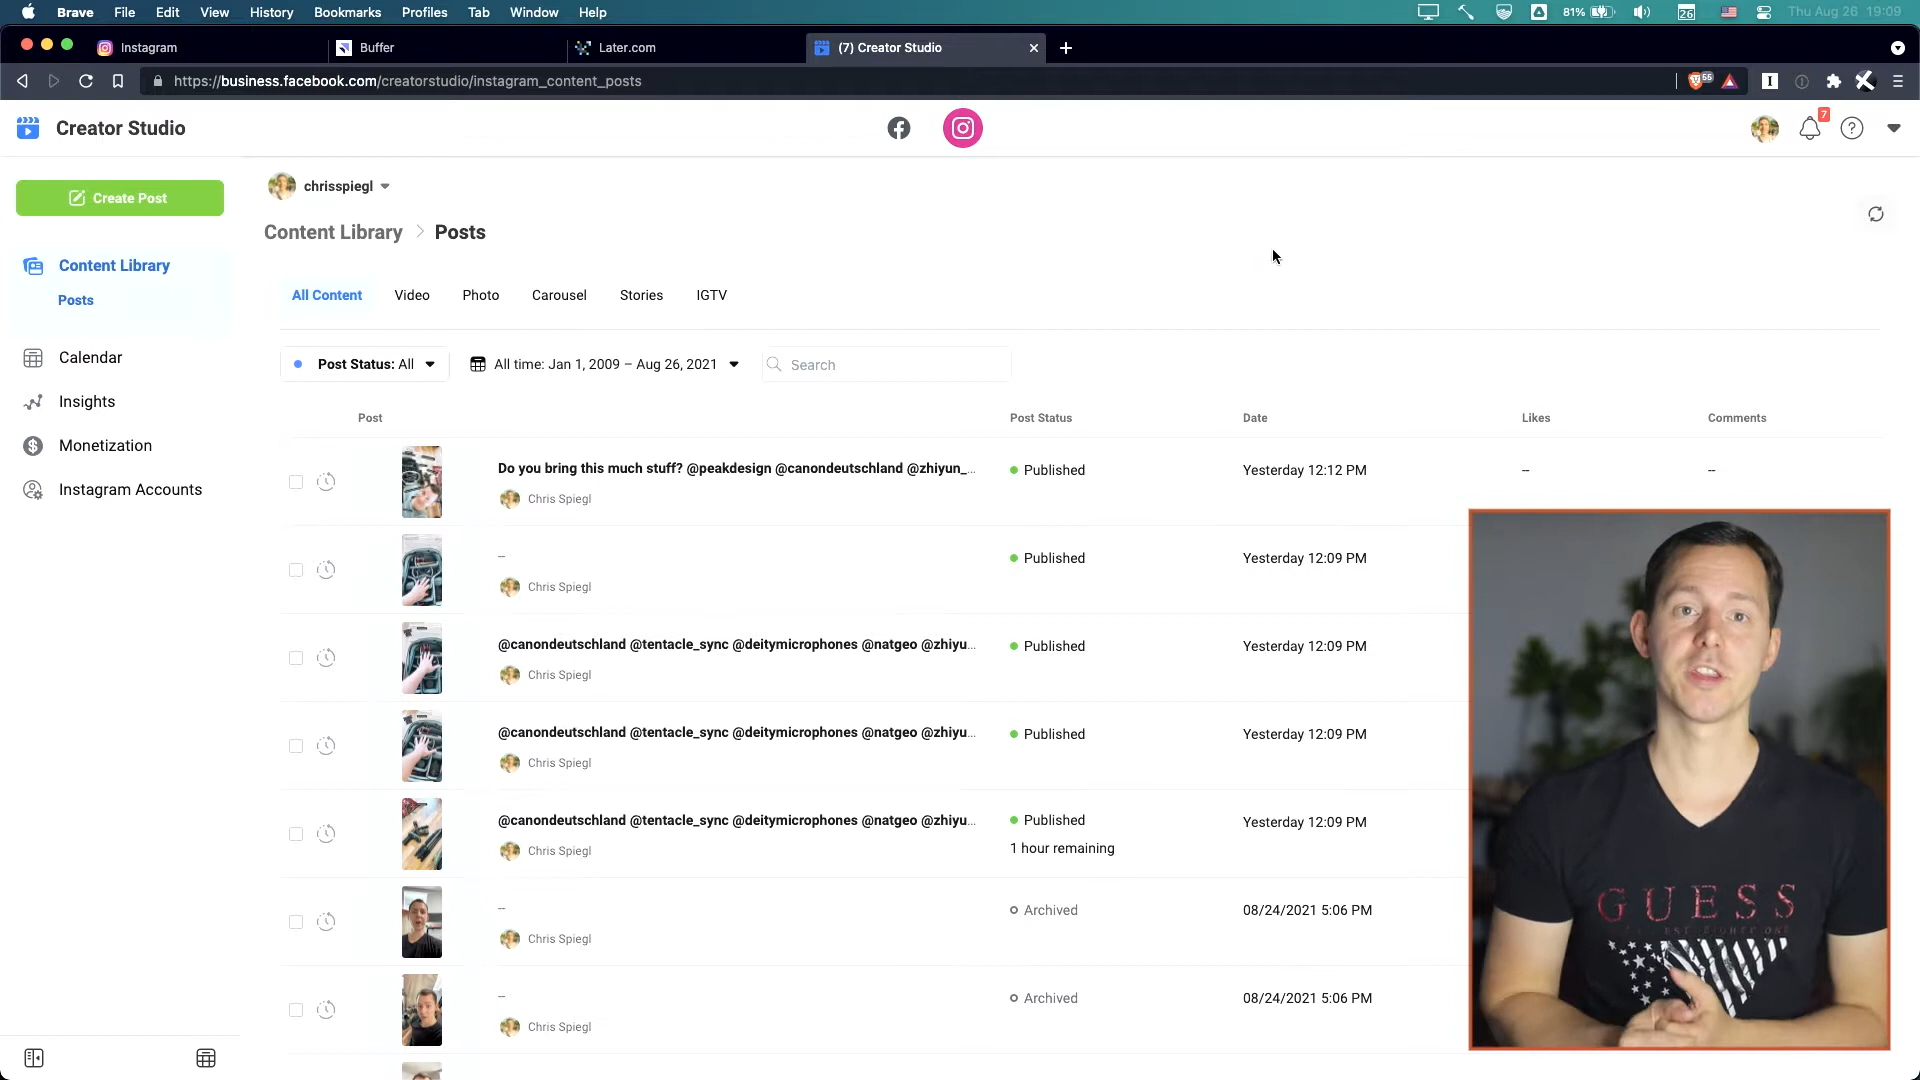 Brave File Edit View History Bookmarks Profiles Tab Window Help 81% 26 Thu Aug 26 19:09
Instagram Buffer Later.com (7) Creator Studio
https://business.facebook.com/creatorstudio/instagram_content_posts 55
Creator Studio 7
Create Post
chrisspiegl
Content Library > Posts
Content Library
Posts
Calendar
Insights
Monetization
Instagram Accounts
All Content Video Photo Carousel Stories IGTV
Post Status: All All time: Jan 1, 2009 – Aug 26, 2021 Search
Post Post Status Date Likes Comments
Do you bring this much stuff? @peakdesign @canondeutschland @zhiyun_... Published Yesterday 12:12 PM -- --
Chris Spiegl
-- Published Yesterday 12:09 PM
Chris Spiegl
@canondeutschland @tentacle_sync @deitymicrophones @natgeo @zhiyu... Published Yesterday 12:09 PM
Chris Spiegl
@canondeutschland @tentacle_sync @deitymicrophones @natgeo @zhiyu... Published Yesterday 12:09 PM
Chris Spiegl
@canondeutschland @tentacle_sync @deitymicrophones @natgeo @zhiyu... Published Yesterday 12:09 PM
1 hour remaining
Chris Spiegl
-- Archived 08/24/2021 5:06 PM
Chris Spiegl
-- Archived 08/24/2021 5:06 PM
Chris Spiegl
GUESS